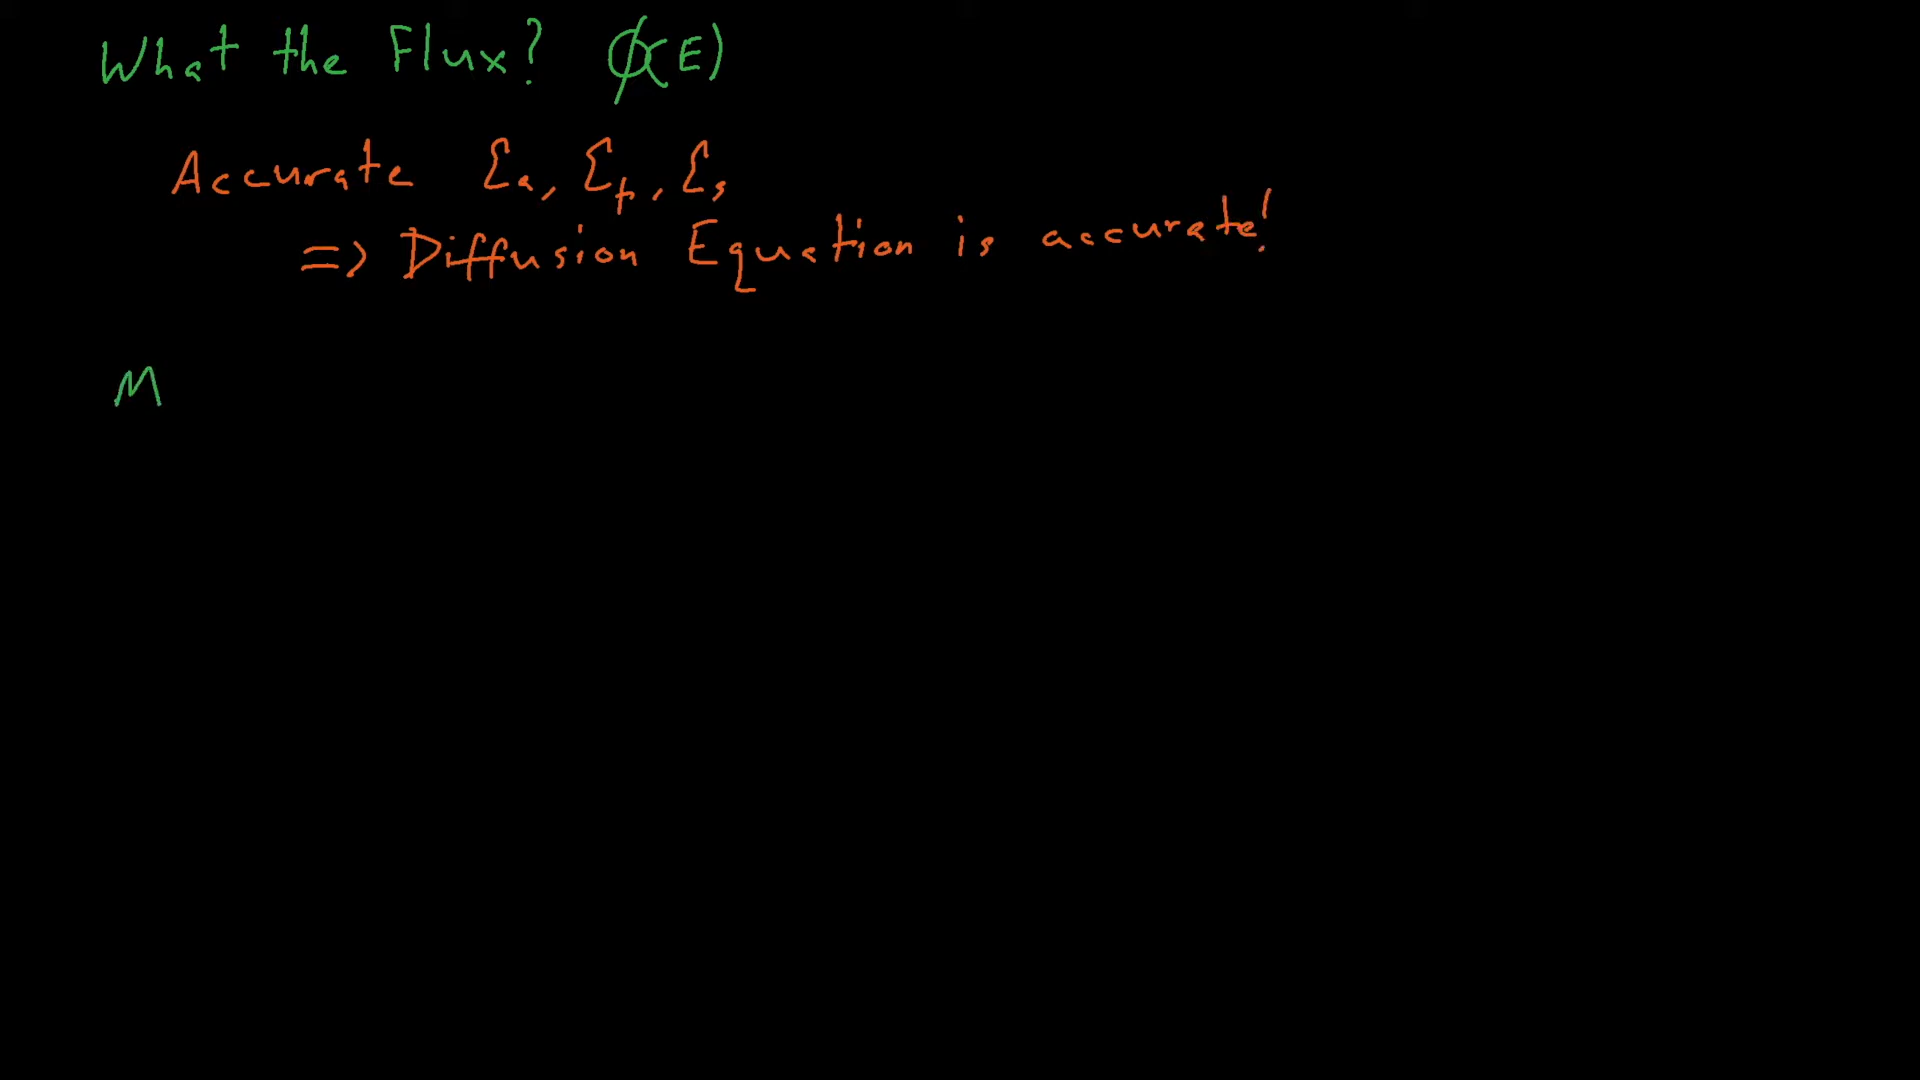 What the Flux? ϕ(E)
Accurate Σa, Σf, Σs
=> Diffusion Equation is accurate!
M